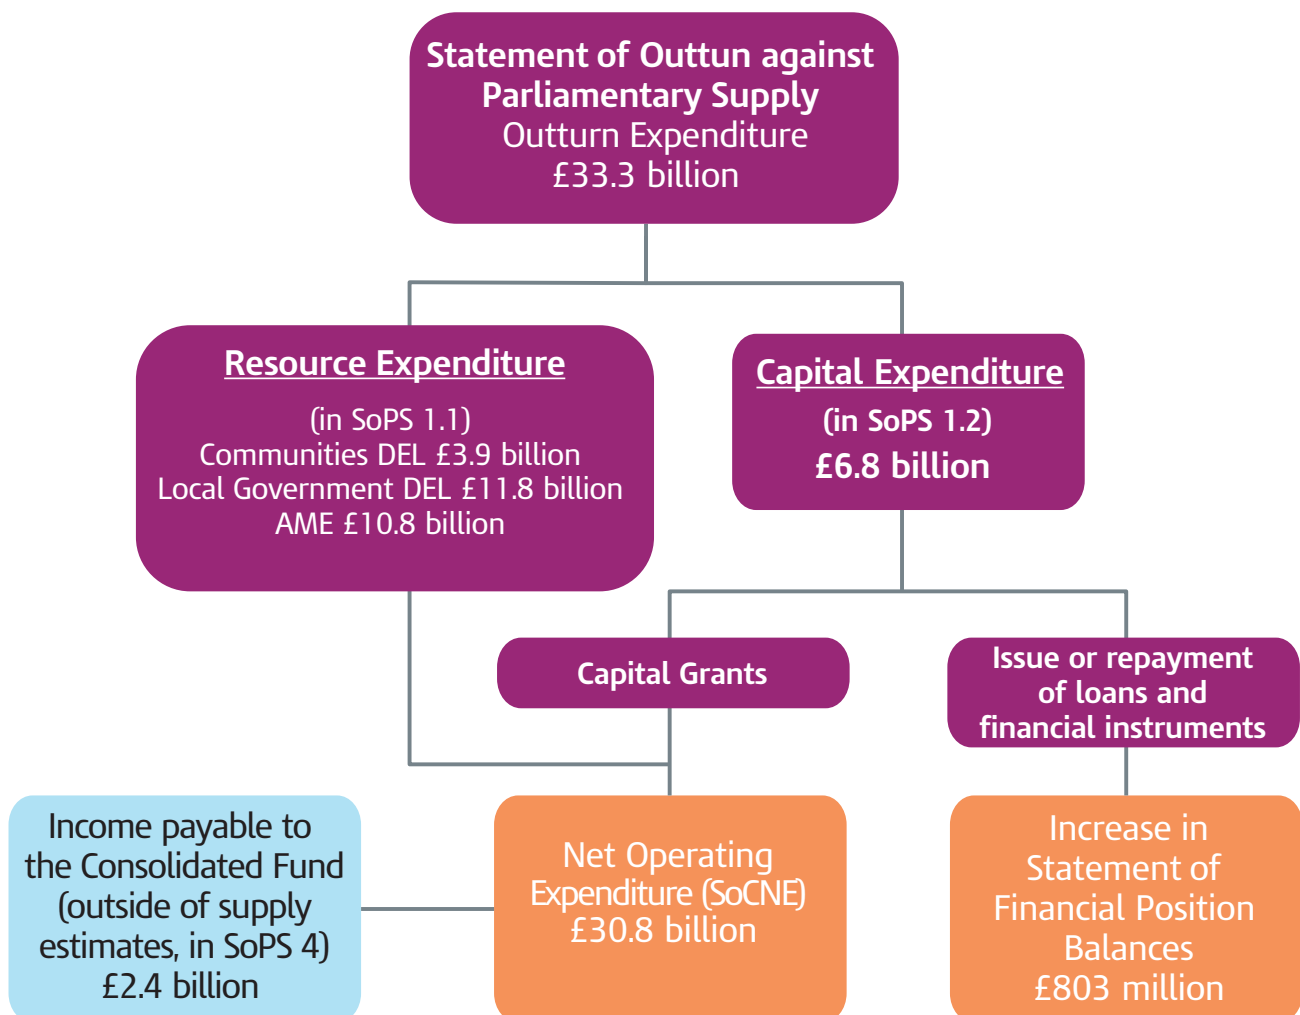 Statement of Outtun against
Parliamentary Supply
Outturn Expenditure
£33.3 billion
Resource Expenditure
(in SoPS 1.1)
Communities DEL £3.9 billion
Local Government DEL £11.8 billion
AME £10.8 billion
Capital Expenditure
(in SoPS 1.2)
£6.8 billion
Capital Grants
Issue or repayment
of loans and
financial instruments
Income payable to
the Consolidated Fund
(outside of supply
estimates, in SoPS 4)
£2.4 billion
Net Operating
Expenditure (SoCNE)
£30.8 billion
Increase in
Statement of
Financial Position
Balances
£803 million